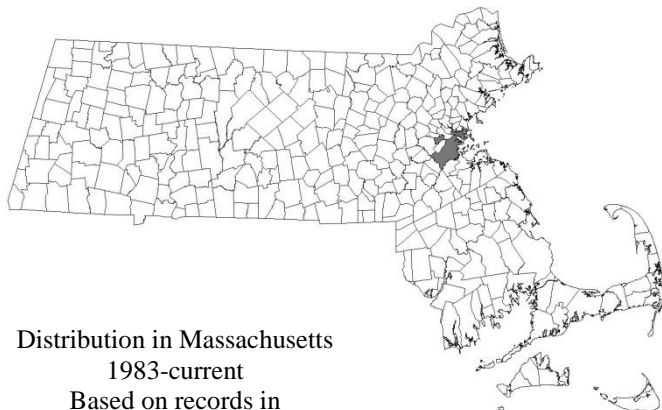 Distribution in Massachusetts
1983-current
Based on records in